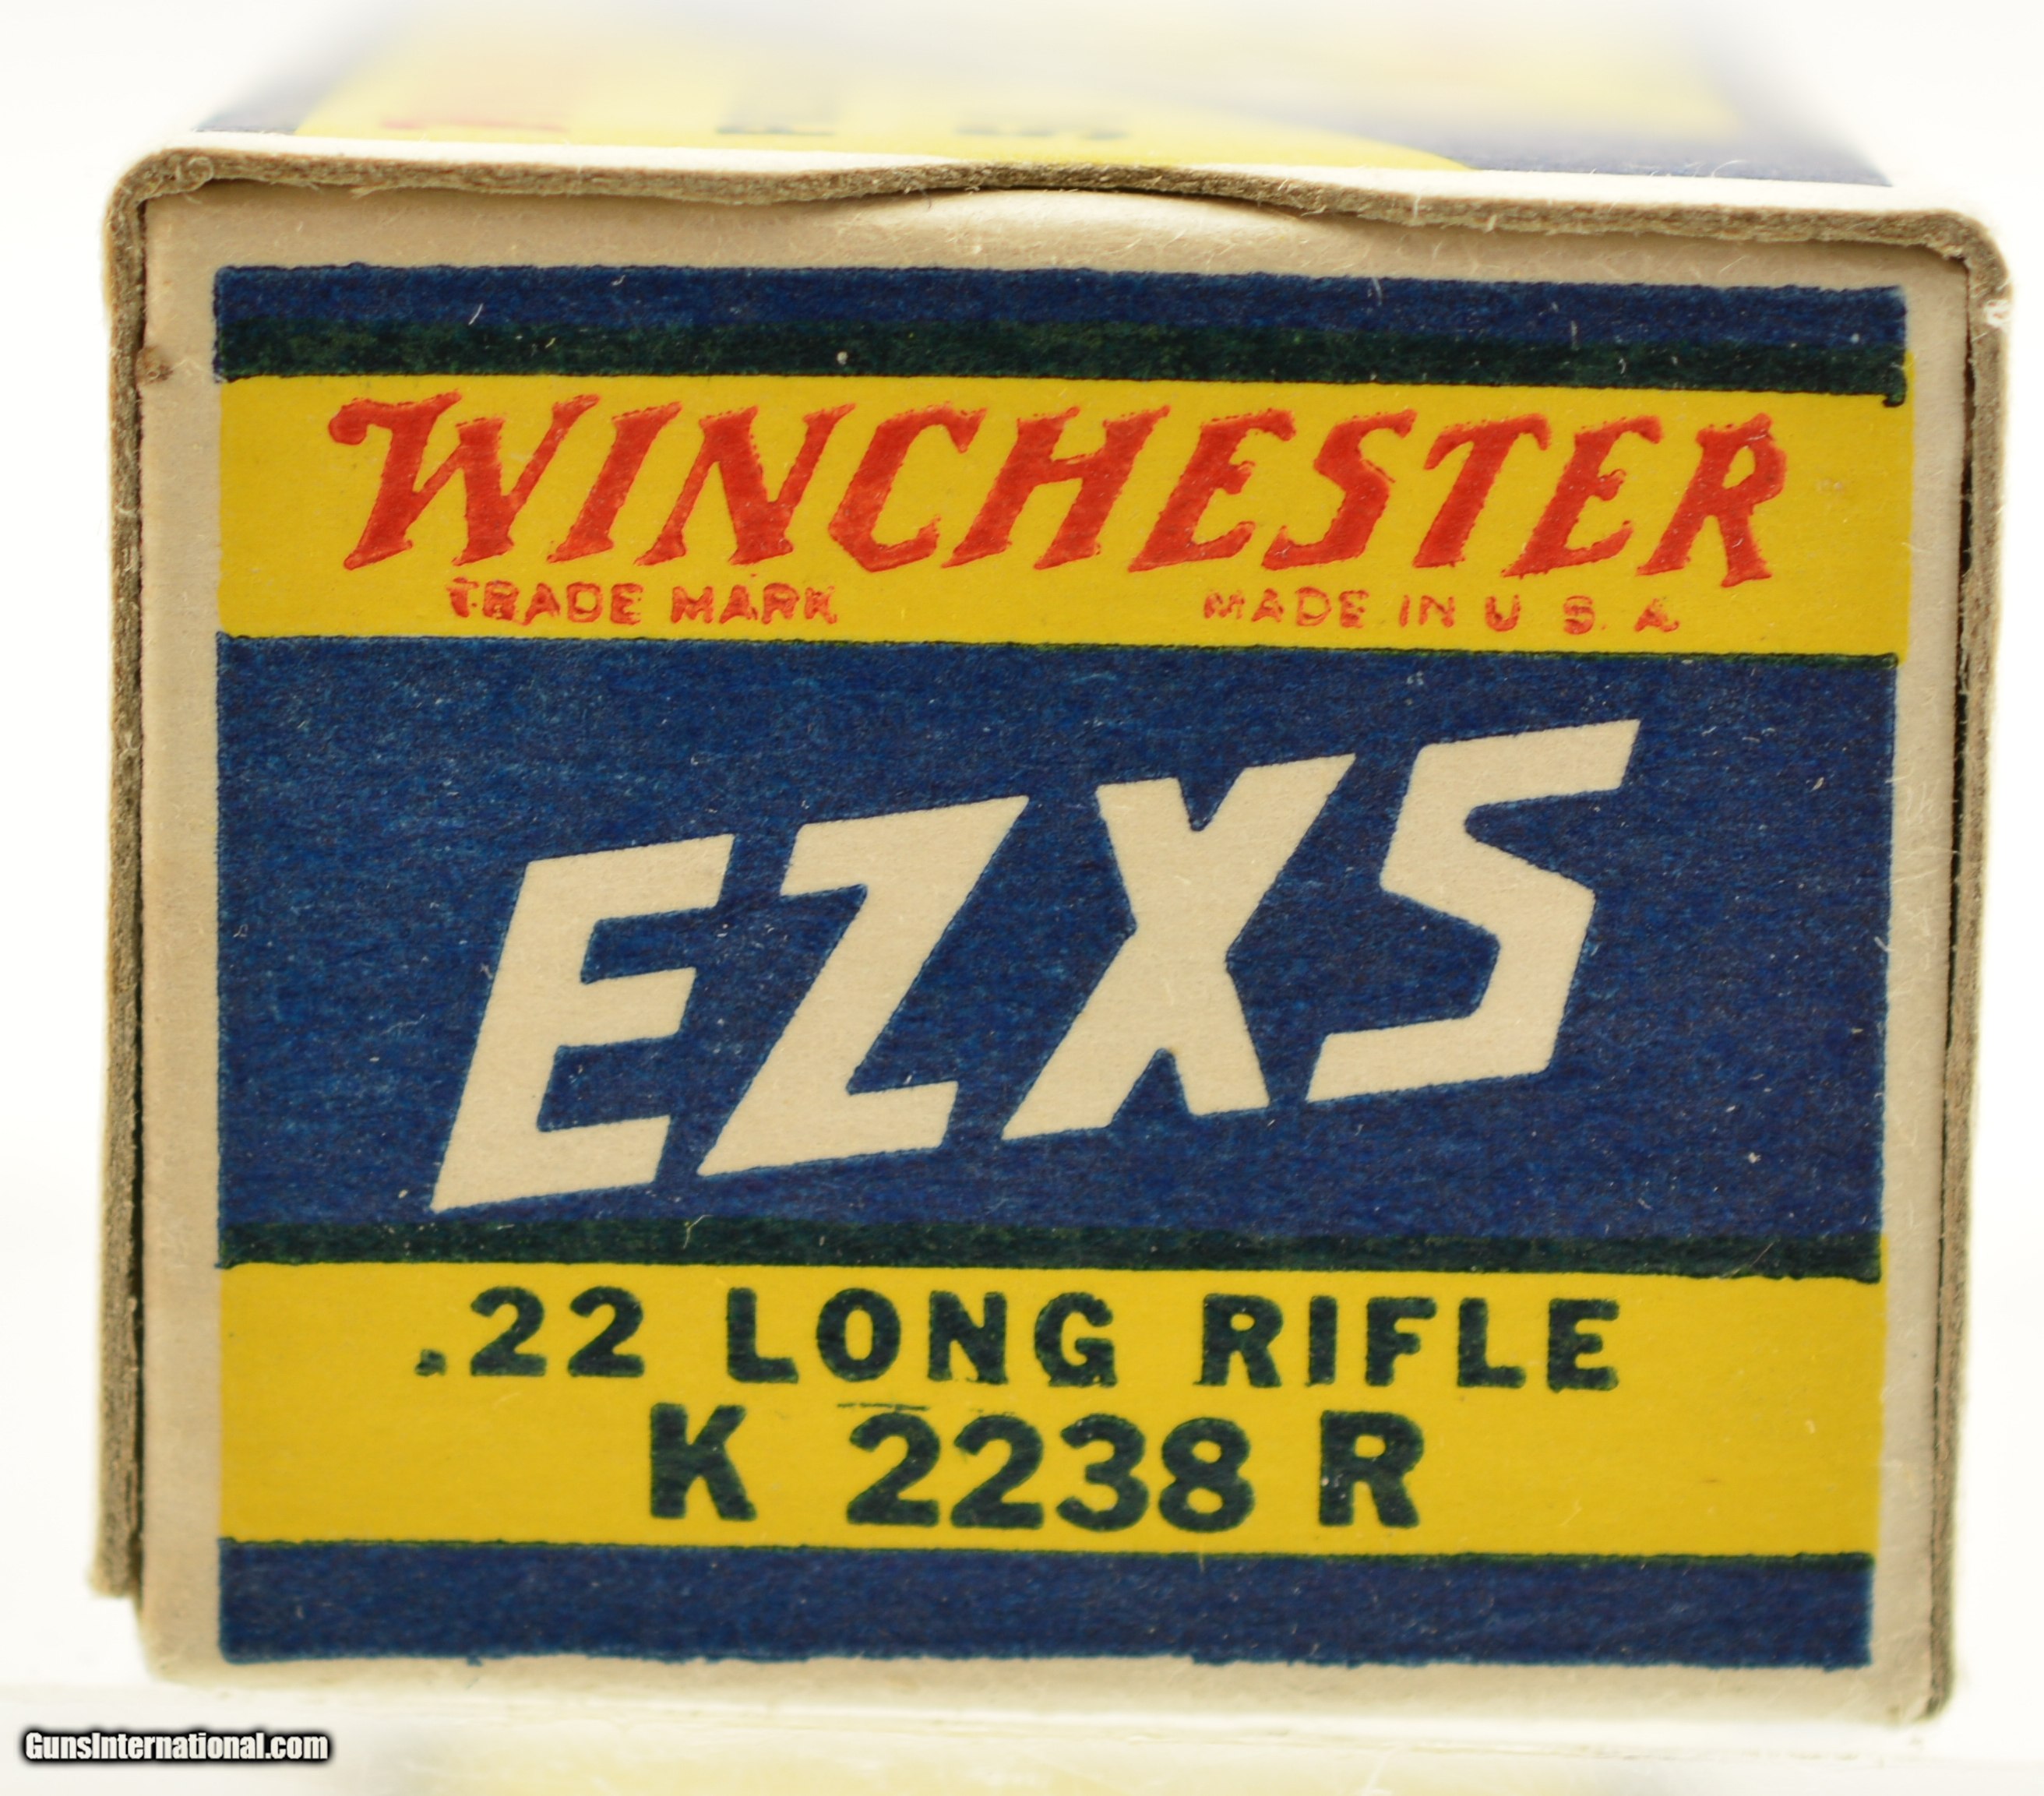 WINCHESTER
TRADE MARK MADE IN U.S.A.
EZXS
.22 LONG RIFLE
K 2238 R
GunsInternational.com